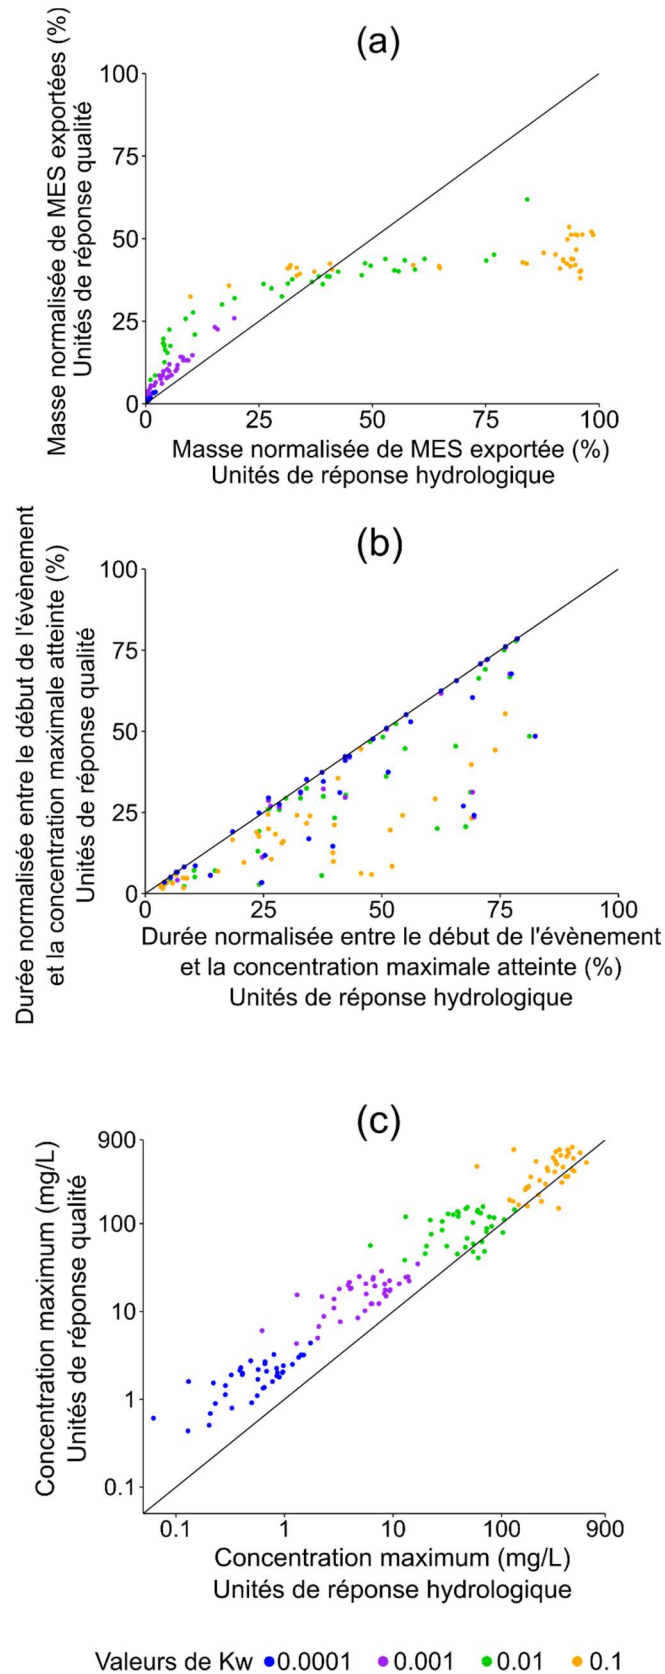 (a)
Masse normalisée de MES exportées (%)
Unités de réponse qualité
100
75
50
25
0
0 25 50 75 100
Masse normalisée de MES exportée (%)
Unités de réponse hydrologique
(b)
Durée normalisée entre le début de l'évènement
et la concentration maximale atteinte (%)
Unités de réponse qualité
100
75
50
25
0
0 25 50 75 100
Durée normalisée entre le début de l'évènement
et la concentration maximale atteinte (%)
Unités de réponse hydrologique
(c)
Concentration maximum (mg/L)
Unités de réponse qualité
900
100
10
1
0.1
0.1 1 10 100 900
Concentration maximum (mg/L)
Unités de réponse hydrologique
Valeurs de Kw 0.0001 0.001 0.01 0.1